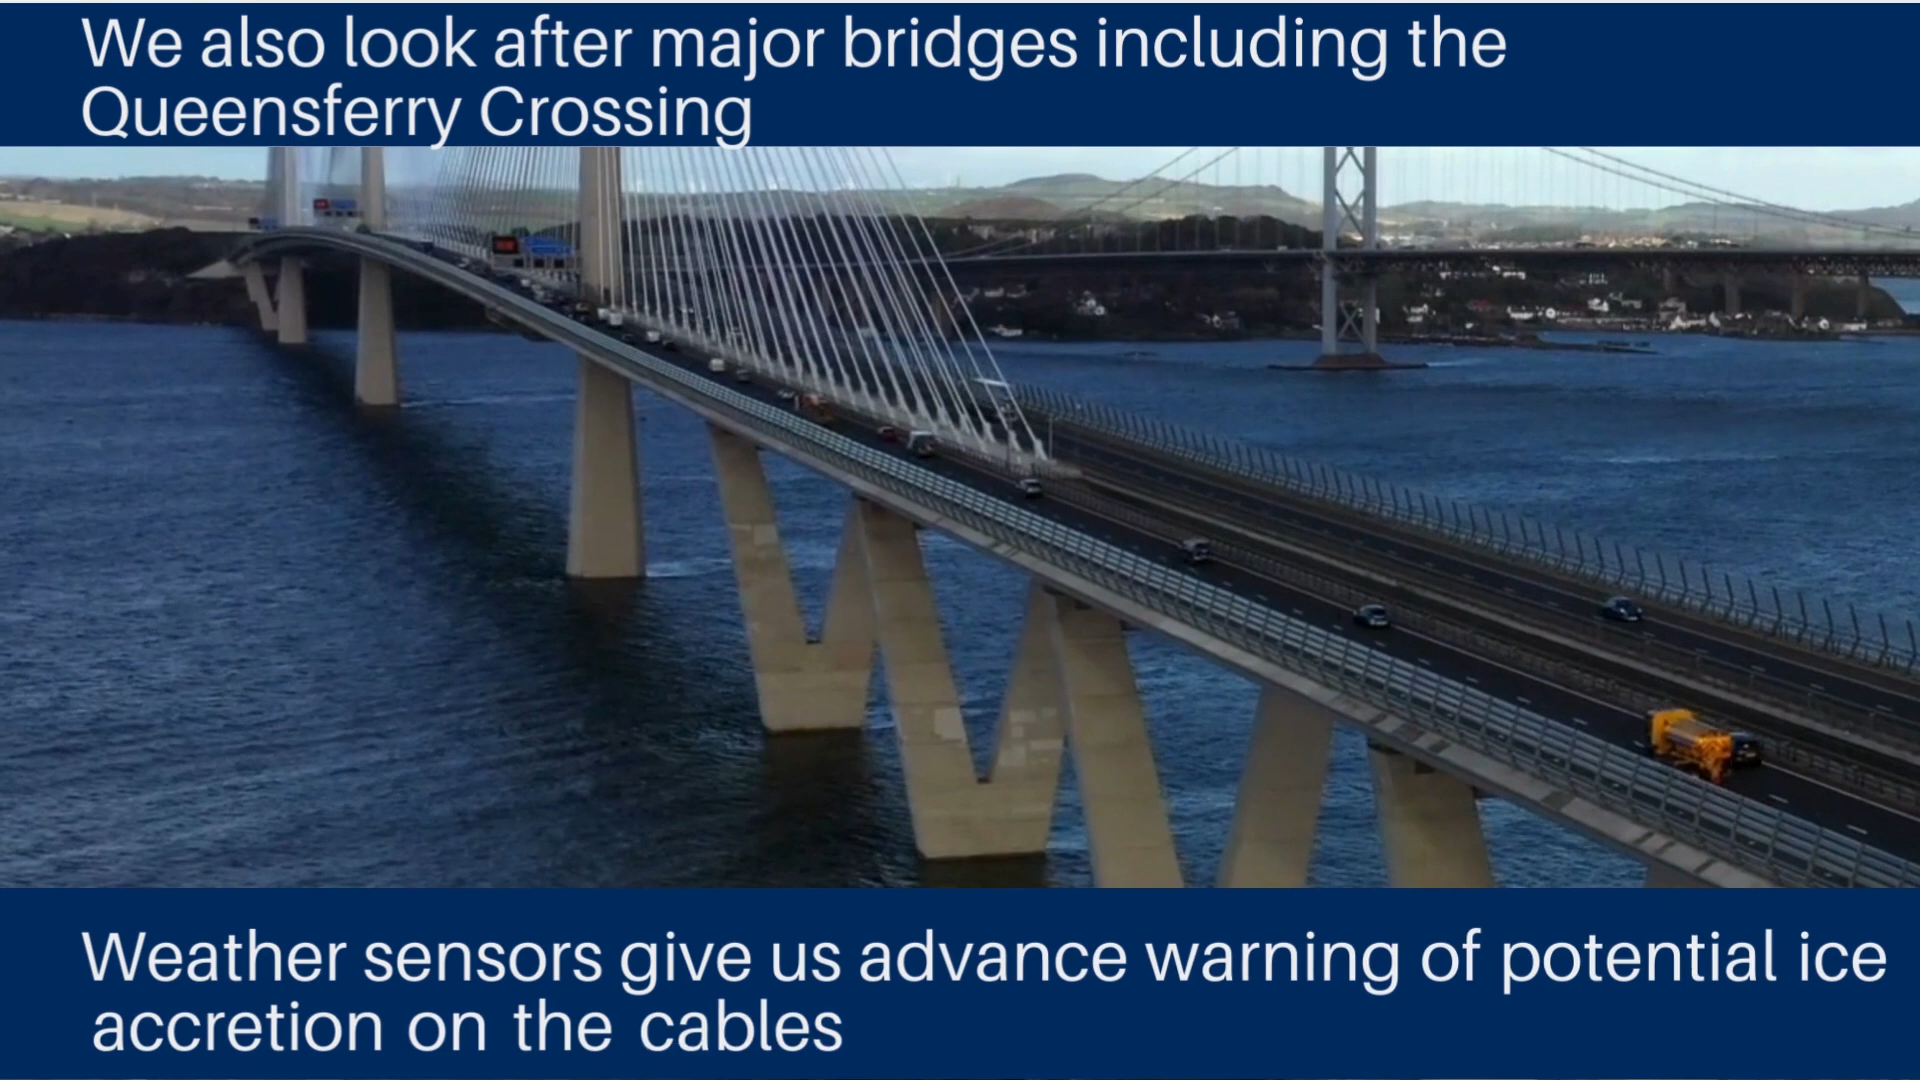 We also look after major bridges including the
Queensferry Crossing
Weather sensors give us advance warning of potential ice
accretion on the cables